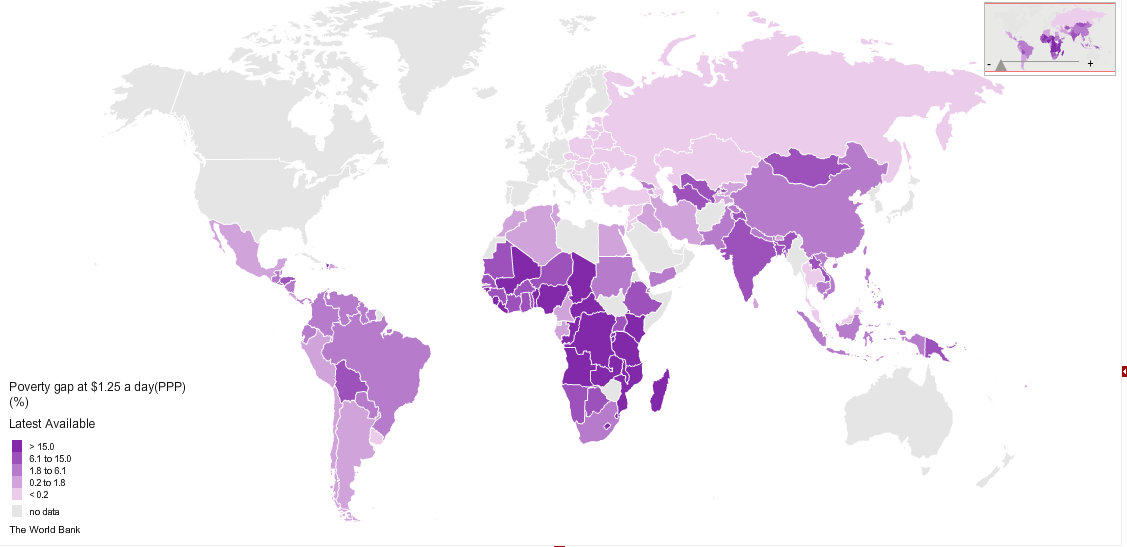 - +
Poverty gap at $1.25 a day(PPP)
(%)
Latest Available
> 15.0
6.1 to 15.0
1.8 to 6.1
0.2 to 1.8
< 0.2
no data
The World Bank